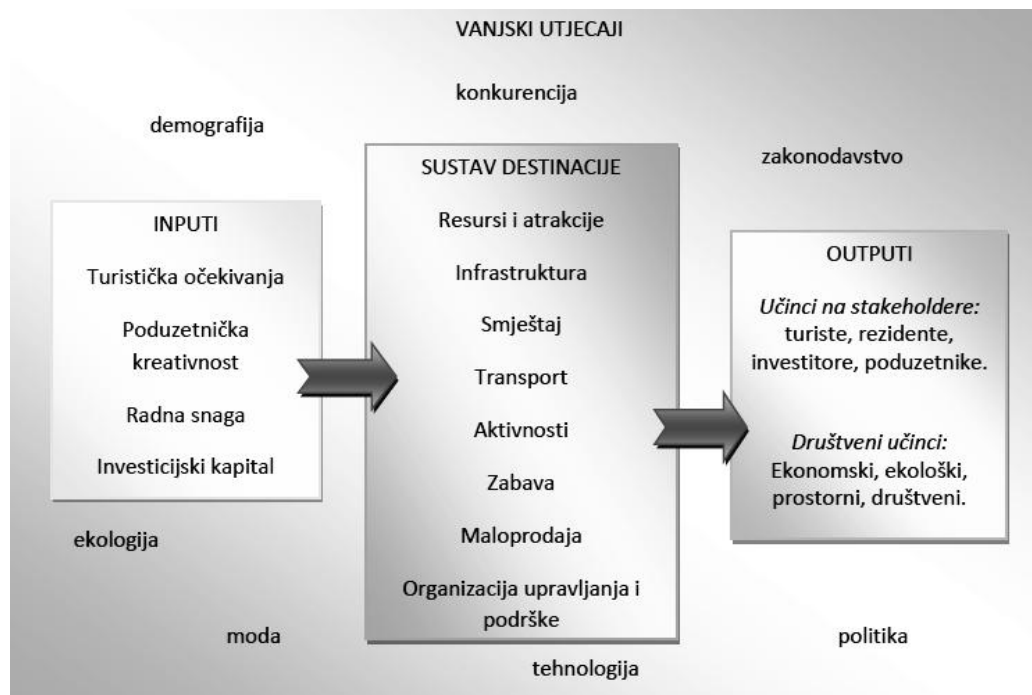 VANJSKI UTJECAJI
konkurencija
demografija
zakonodavstvo
INPUTI
Turistička očekivanja
Poduzetnička
kreativnost
Radna snaga
Investicijski kapital
SUSTAV DESTINACIJE
Resursi i atrakcije
Infrastruktura
Smještaj
Transport
Aktivnosti
Zabava
Maloprodaja
Organizacija upravljanja i
podrške
OUTPUTI
Učinci na stakeholdere:
turiste, rezidente,
investitore, poduzetnike.
Društveni učinci:
Ekonomski, ekološki,
prostorni, društveni.
ekologija
moda
tehnologija
politika